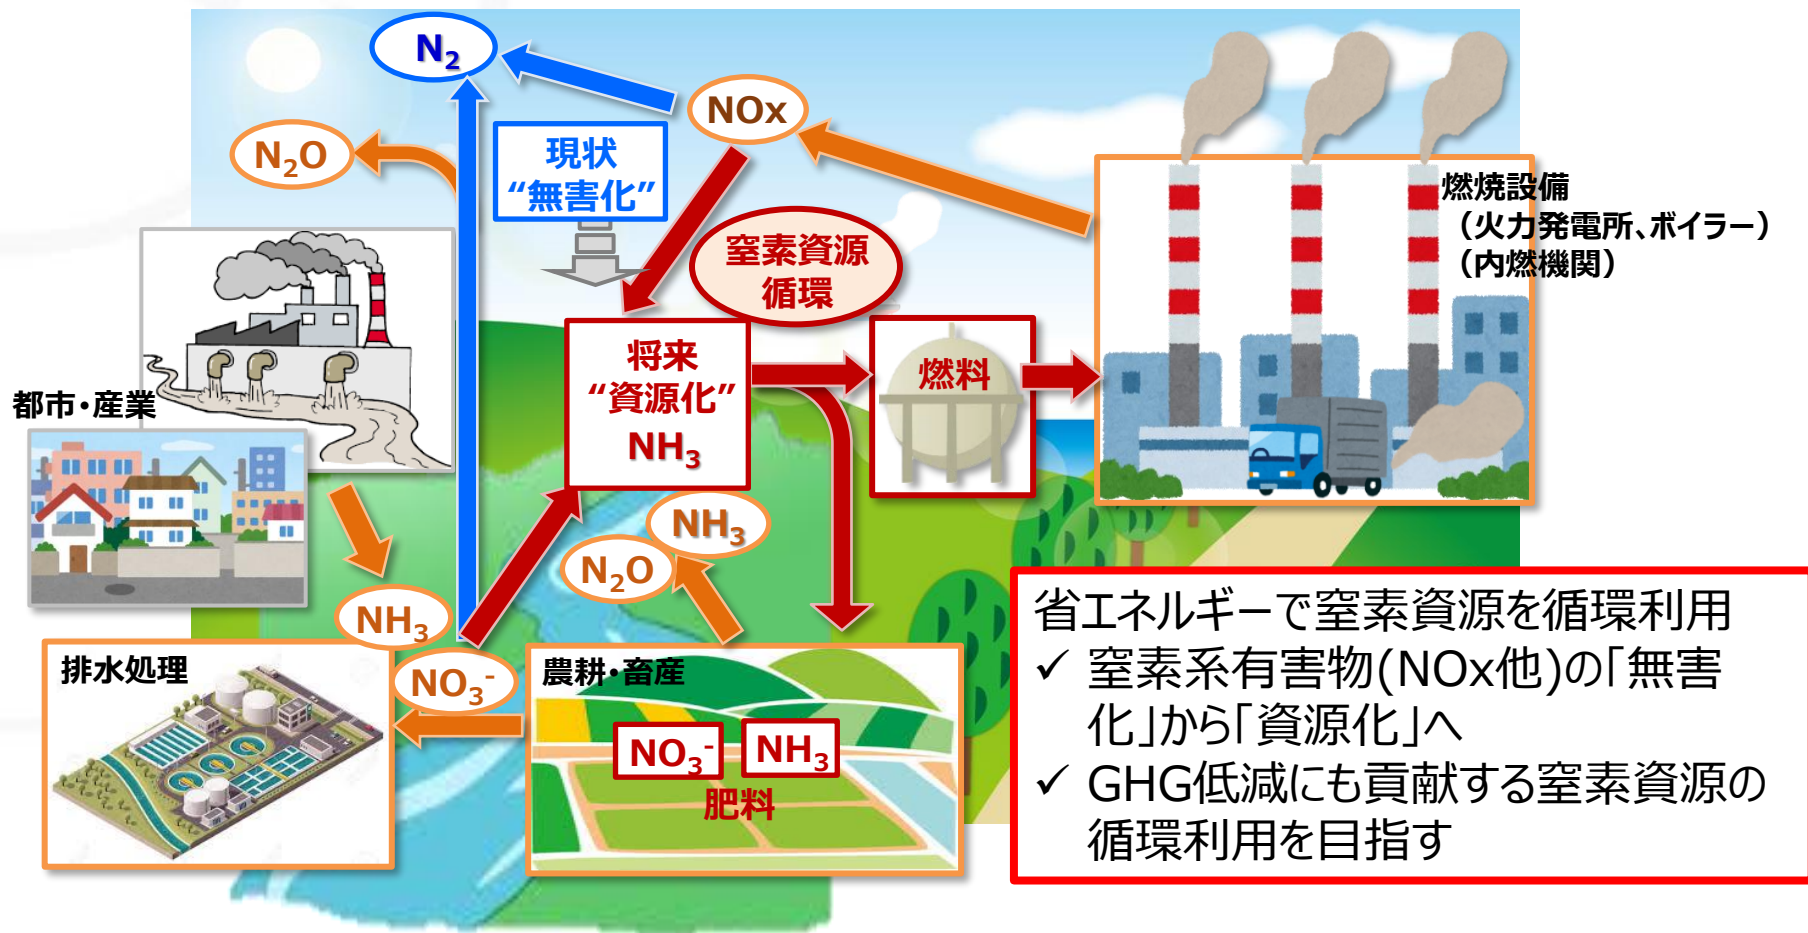 N₂
NOx
N₂O
現状
“無害化”
窒素資源
循環
燃焼設備
（火力発電所、ボイラー）
（内燃機関）
将来
“資源化”
NH₃
燃料
都市・産業
NH₃
N₂O
NH₃
NO₃⁻
排水処理
農耕・畜産
NO₃⁻
NH₃
肥料
省エネルギーで窒素資源を循環利用
✓ 窒素系有害物(NOx他)の「無害
化」から「資源化」へ
✓ GHG低減にも貢献する窒素資源の
循環利用を目指す